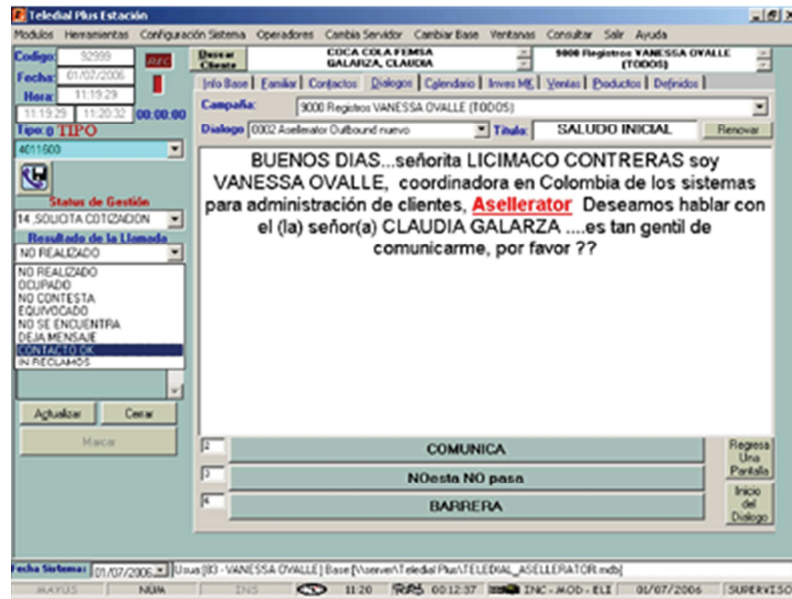 Teledial Plus Estación
Modulos Herramientas Configuración Sistema Operadores Cambia Servidor Cambiar Base Ventanas Consultar Salir Ayuda
Codigo: 92999 REC
Fecha: 01/07/2006
Hora: 11:19:29
11:19:29 11:20:32 00:00:00
Tipo: 0 TIPO
4011600
Status de Gestión
14 ,SOLICITA COTIZACION
Resultado de la Llamada
NO REALIZADO
NO REALIZADO
OCUPADO
NO CONTESTA
EQUIVOCADO
NO SE ENCUENTRA
DEJA MENSAJE
CONTACTO OK
IN RECLAMOS
Actualizar Cerrar
Marcar
COCA COLA FEMSA
GALARZA, CLAUDIA
9000 Registros VANESSA OVALLE
(TODOS)
Info Base Familiar Contactos Dialogos Calendario Inves MK Ventas Productos Definidos
Campaña: 9000 Registros VANESSA OVALLE (TODOS)
Dialogo 0002 Asellerator Outbound nuevo Titulo: SALUDO INICIAL Renovar
BUENOS DIAS...señorita LICIMACO CONTRERAS soy
VANESSA OVALLE, coordinadora en Colombia de los sistemas
para administración de clientes, Asellerator Deseamos hablar con
el (la) señor(a) CLAUDIA GALARZA ....es tan gentil de
comunicarme, por favor ??
2 COMUNICA
3 NOesta NO pasa
BARRERA
Regresa
Una
Pantalla
Inicio
del
Dialogo
Fecha Sistema: 01/07/2006 Usua:[83 - VANESSA OVALLE] Base [\\server\Teledial Plus\TELEDIAL_ASELLERATOR.mdb]
MAYUS NUM INS 11:20 00:12:37 INC-MOD-ELI 01/07/2006 SUPERVISO